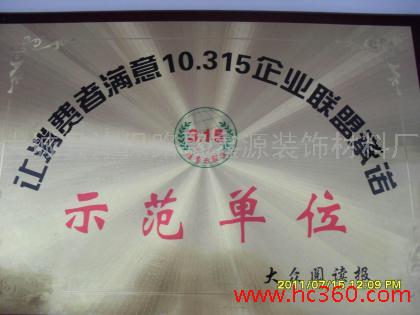 让消费者满意10.315企业联盟承诺
3.15
示范单位
大众阅读报
2011/07/15 12:09 PM
源装饰材料厂
www.hc360.com